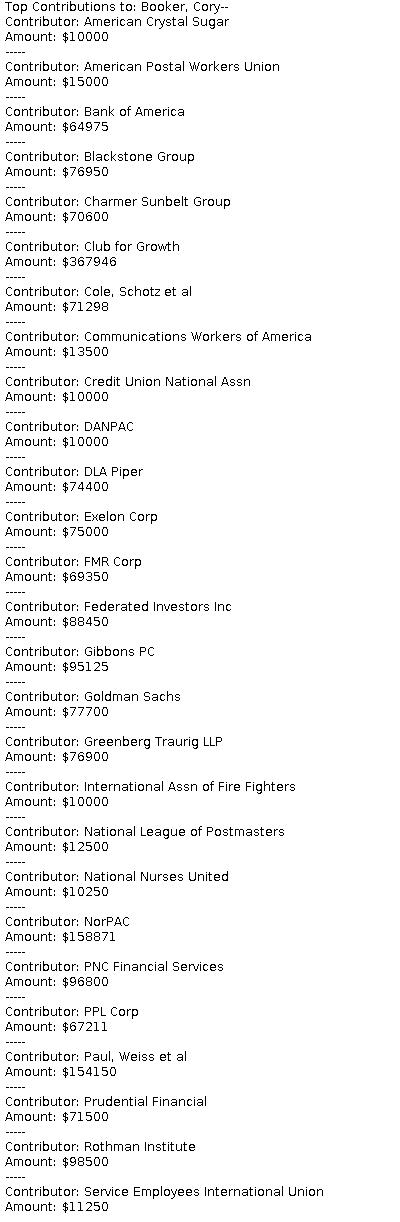 Top Contributions to: Booker, Cory--
Contributor: American Crystal Sugar
Amount: $10000
-----
Contributor: American Postal Workers Union
Amount: $15000
-----
Contributor: Bank of America
Amount: $64975
-----
Contributor: Blackstone Group
Amount: $76950
-----
Contributor: Charmer Sunbelt Group
Amount: $70600
-----
Contributor: Club for Growth
Amount: $367946
-----
Contributor: Cole, Schotz et al
Amount: $71298
-----
Contributor: Communications Workers of America
Amount: $13500
-----
Contributor: Credit Union National Assn
Amount: $10000
-----
Contributor: DANPAC
Amount: $10000
-----
Contributor: DLA Piper
Amount: $74400
-----
Contributor: Exelon Corp
Amount: $75000
-----
Contributor: FMR Corp
Amount: $69350
-----
Contributor: Federated Investors Inc
Amount: $88450
-----
Contributor: Gibbons PC
Amount: $95125
-----
Contributor: Goldman Sachs
Amount: $77700
-----
Contributor: Greenberg Traurig LLP
Amount: $76900
-----
Contributor: International Assn of Fire Fighters
Amount: $10000
-----
Contributor: National League of Postmasters
Amount: $12500
-----
Contributor: National Nurses United
Amount: $10250
-----
Contributor: NorPAC
Amount: $158871
-----
Contributor: PNC Financial Services
Amount: $96800
-----
Contributor: PPL Corp
Amount: $67211
-----
Contributor: Paul, Weiss et al
Amount: $154150
-----
Contributor: Prudential Financial
Amount: $71500
-----
Contributor: Rothman Institute
Amount: $98500
-----
Contributor: Service Employees International Union
Amount: $11250